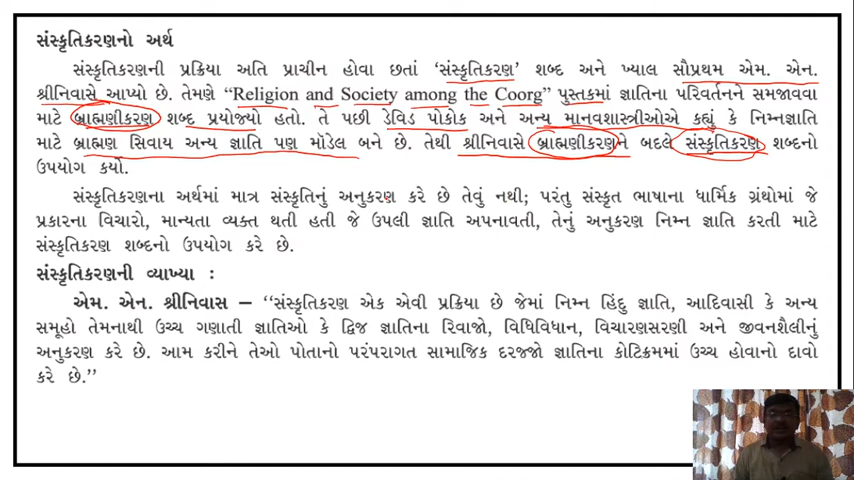 સંસ્કૃતિકરણનો અર્થ
સંસ્કૃતિકરણની પ્રક્રિયા અતિ પ્રાચીન હોવા છતાં ‘સંસ્કૃતિકરણ’ શબ્દ અને ખ્યાલ સૌપ્રથમ એમ. એન.
શ્રીનિવાસે આપ્યો છે. તેમણે “Religion and Society among the Coorg” પુસ્તકમાં જ્ઞાતિના પરિવર્તનને સમજાવવા
માટે બ્રાહ્મણીકરણ શબ્દ પ્રયોજ્યો હતો. તે પછી ડેવિડ પોકોક અને અન્ય માનવશાસ્ત્રીઓએ કહ્યું કે નિમ્નજ્ઞાતિ
માટે બ્રાહ્મણ સિવાય અન્ય જ્ઞાતિ પણ મૉડેલ બને છે. તેથી શ્રીનિવાસે બ્રાહ્મણીકરણને બદલે સંસ્કૃતિકરણ શબ્દનો
ઉપયોગ કર્યો.
સંસ્કૃતિકરણના અર્થમાં માત્ર સંસ્કૃતિનું અનુકરણ કરે છે તેવું નથી; પરંતુ સંસ્કૃત ભાષાના ધાર્મિક ગ્રંથોમાં જે
પ્રકારના વિચારો, માન્યતા વ્યક્ત થતી હતી જે ઉપલી જ્ઞાતિ અપનાવતી, તેનું અનુકરણ નિમ્ન જ્ઞાતિ કરતી માટે
સંસ્કૃતિકરણ શબ્દનો ઉપયોગ કરે છે.
સંસ્કૃતિકરણની વ્યાખ્યા :
એમ. એન. શ્રીનિવાસ – ‘‘સંસ્કૃતિકરણ એક એવી પ્રક્રિયા છે જેમાં નિમ્ન હિંદુ જ્ઞાતિ, આદિવાસી કે અન્ય
સમૂહો તેમનાથી ઉચ્ચ ગણાતી જ્ઞાતિઓ કે દ્વિજ જ્ઞાતિના રિવાજો, વિધિવિધાન, વિચારણસરણી અને જીવનશૈલીનું
અનુકરણ કરે છે. આમ કરીને તેઓ પોતાનો પરંપરાગત સામાજિક દરજ્જો જ્ઞાતિના કોટિક્રમમાં ઉચ્ચ હોવાનો દાવો
કરે છે.’’